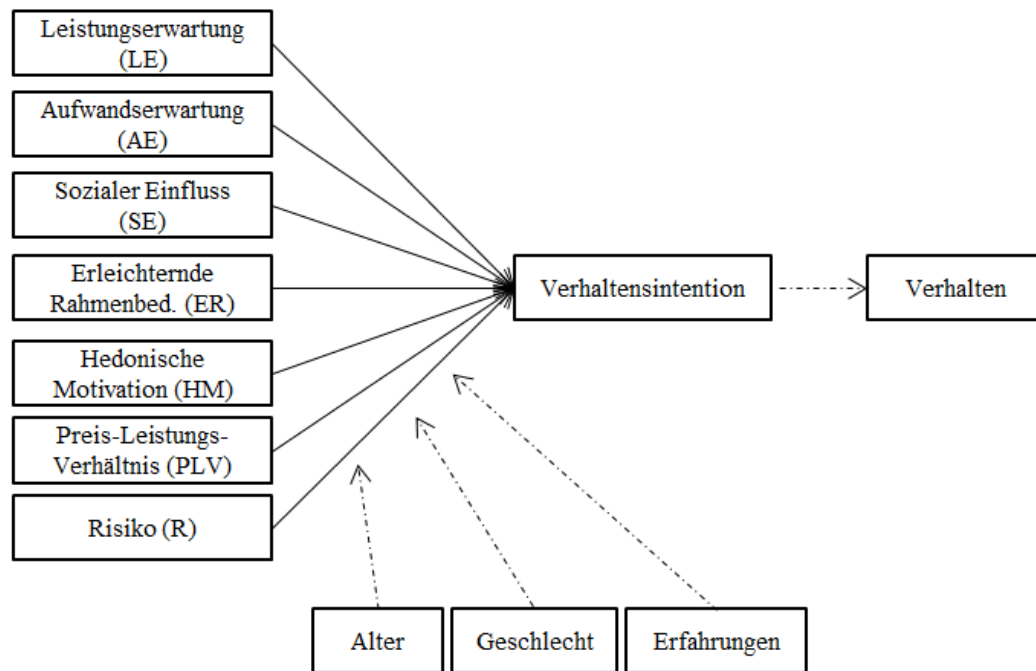 Leistungserwartung
(LE)
Aufwandserwartung
(AE)
Sozialer Einfluss
(SE)
Erleichternde
Rahmenbed. (ER)
Hedonische
Motivation (HM)
Preis-Leistungs-
Verhältnis (PLV)
Risiko (R)
Verhaltensintention
Verhalten
Alter
Geschlecht
Erfahrungen